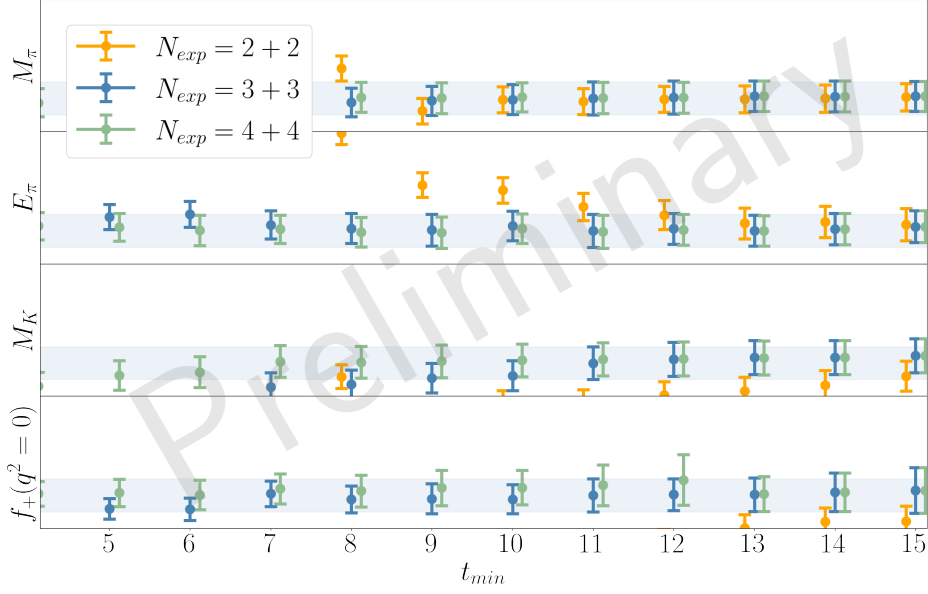 N_{exp} = 2 + 2
N_{exp} = 3 + 3
N_{exp} = 4 + 4
M_π
E_π
M_K
f_+(q^2 = 0)
5 6 7 8 9 10 11 12 13 14 15
t_{min}
Preliminary